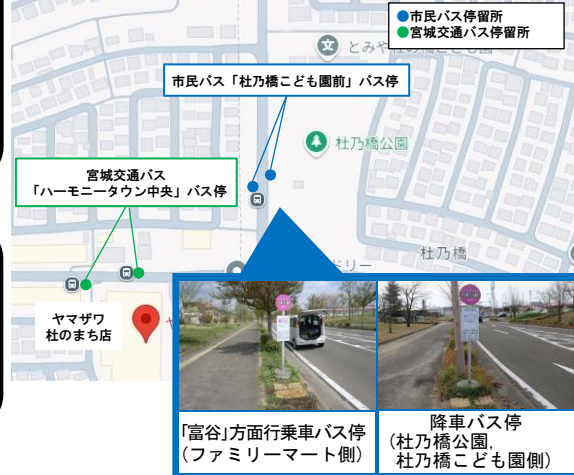 ●市民バス停留所
●宮城交通バス停留所
とみや
市民バス「杜乃橋こども園前」バス停
杜乃橋公園
宮城交通バス
「ハーモニータウン中央」バス停
杜乃橋
ドリー
ヤマザワ
杜のまち店
「富谷」方面行乗車バス停
(ファミリーマート側)
降車バス停
(杜乃橋公園,
杜乃橋こども園側)